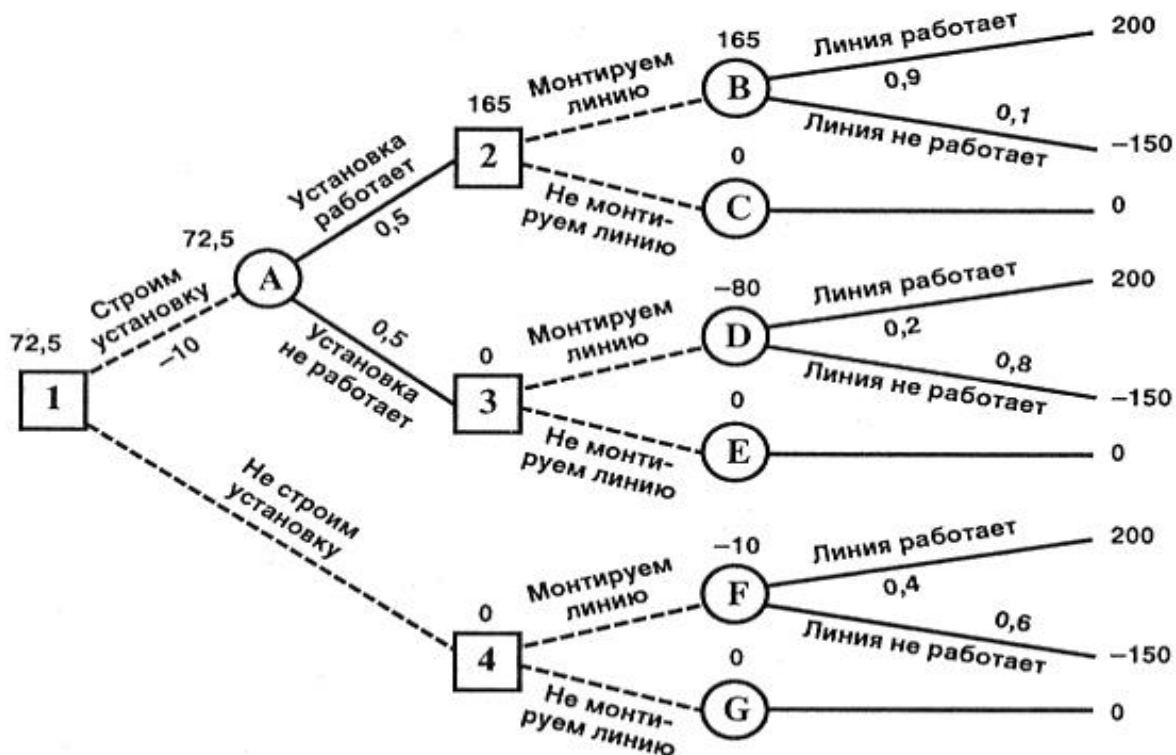 72,5
1
Строим
установку
−10
72,5
A
Установка
работает
0,5
0,5
Установка
не работает
Не строим
установку
165
2
Монтируем
линию
Не монти-
руем линию
165
B
Линия работает
0,9
200
0,1
Линия не работает
−150
0
C
0
0
3
Монтируем
линию
Не монти-
руем линию
−80
D
Линия работает
0,2
200
0,8
Линия не работает
−150
0
E
0
0
4
Монтируем
линию
Не монти-
руем линию
−10
F
Линия работает
0,4
200
0,6
Линия не работает
−150
0
G
0